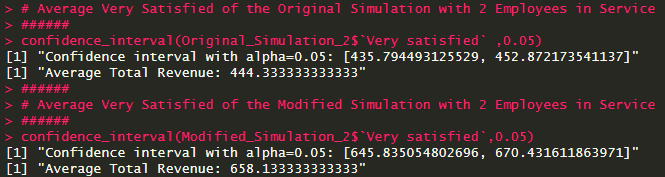 > # Average Very Satisfied of the Original Simulation with 2 Employees in Service
> ######
> confidence_interval(Original_Simulation_2$`Very satisfied` ,0.05)
[1] "Confidence interval with alpha=0.05: [435.794493125529, 452.872173541137]"
[1] "Average Total Revenue: 444.333333333333"
> ######
> # Average Very Satisfied of the Modified Simulation with 2 Employees in Service
> ######
> confidence_interval(Modified_Simulation_2$`Very satisfied`,0.05)
[1] "Confidence interval with alpha=0.05: [645.835054802696, 670.431611863971]"
[1] "Average Total Revenue: 658.133333333333"